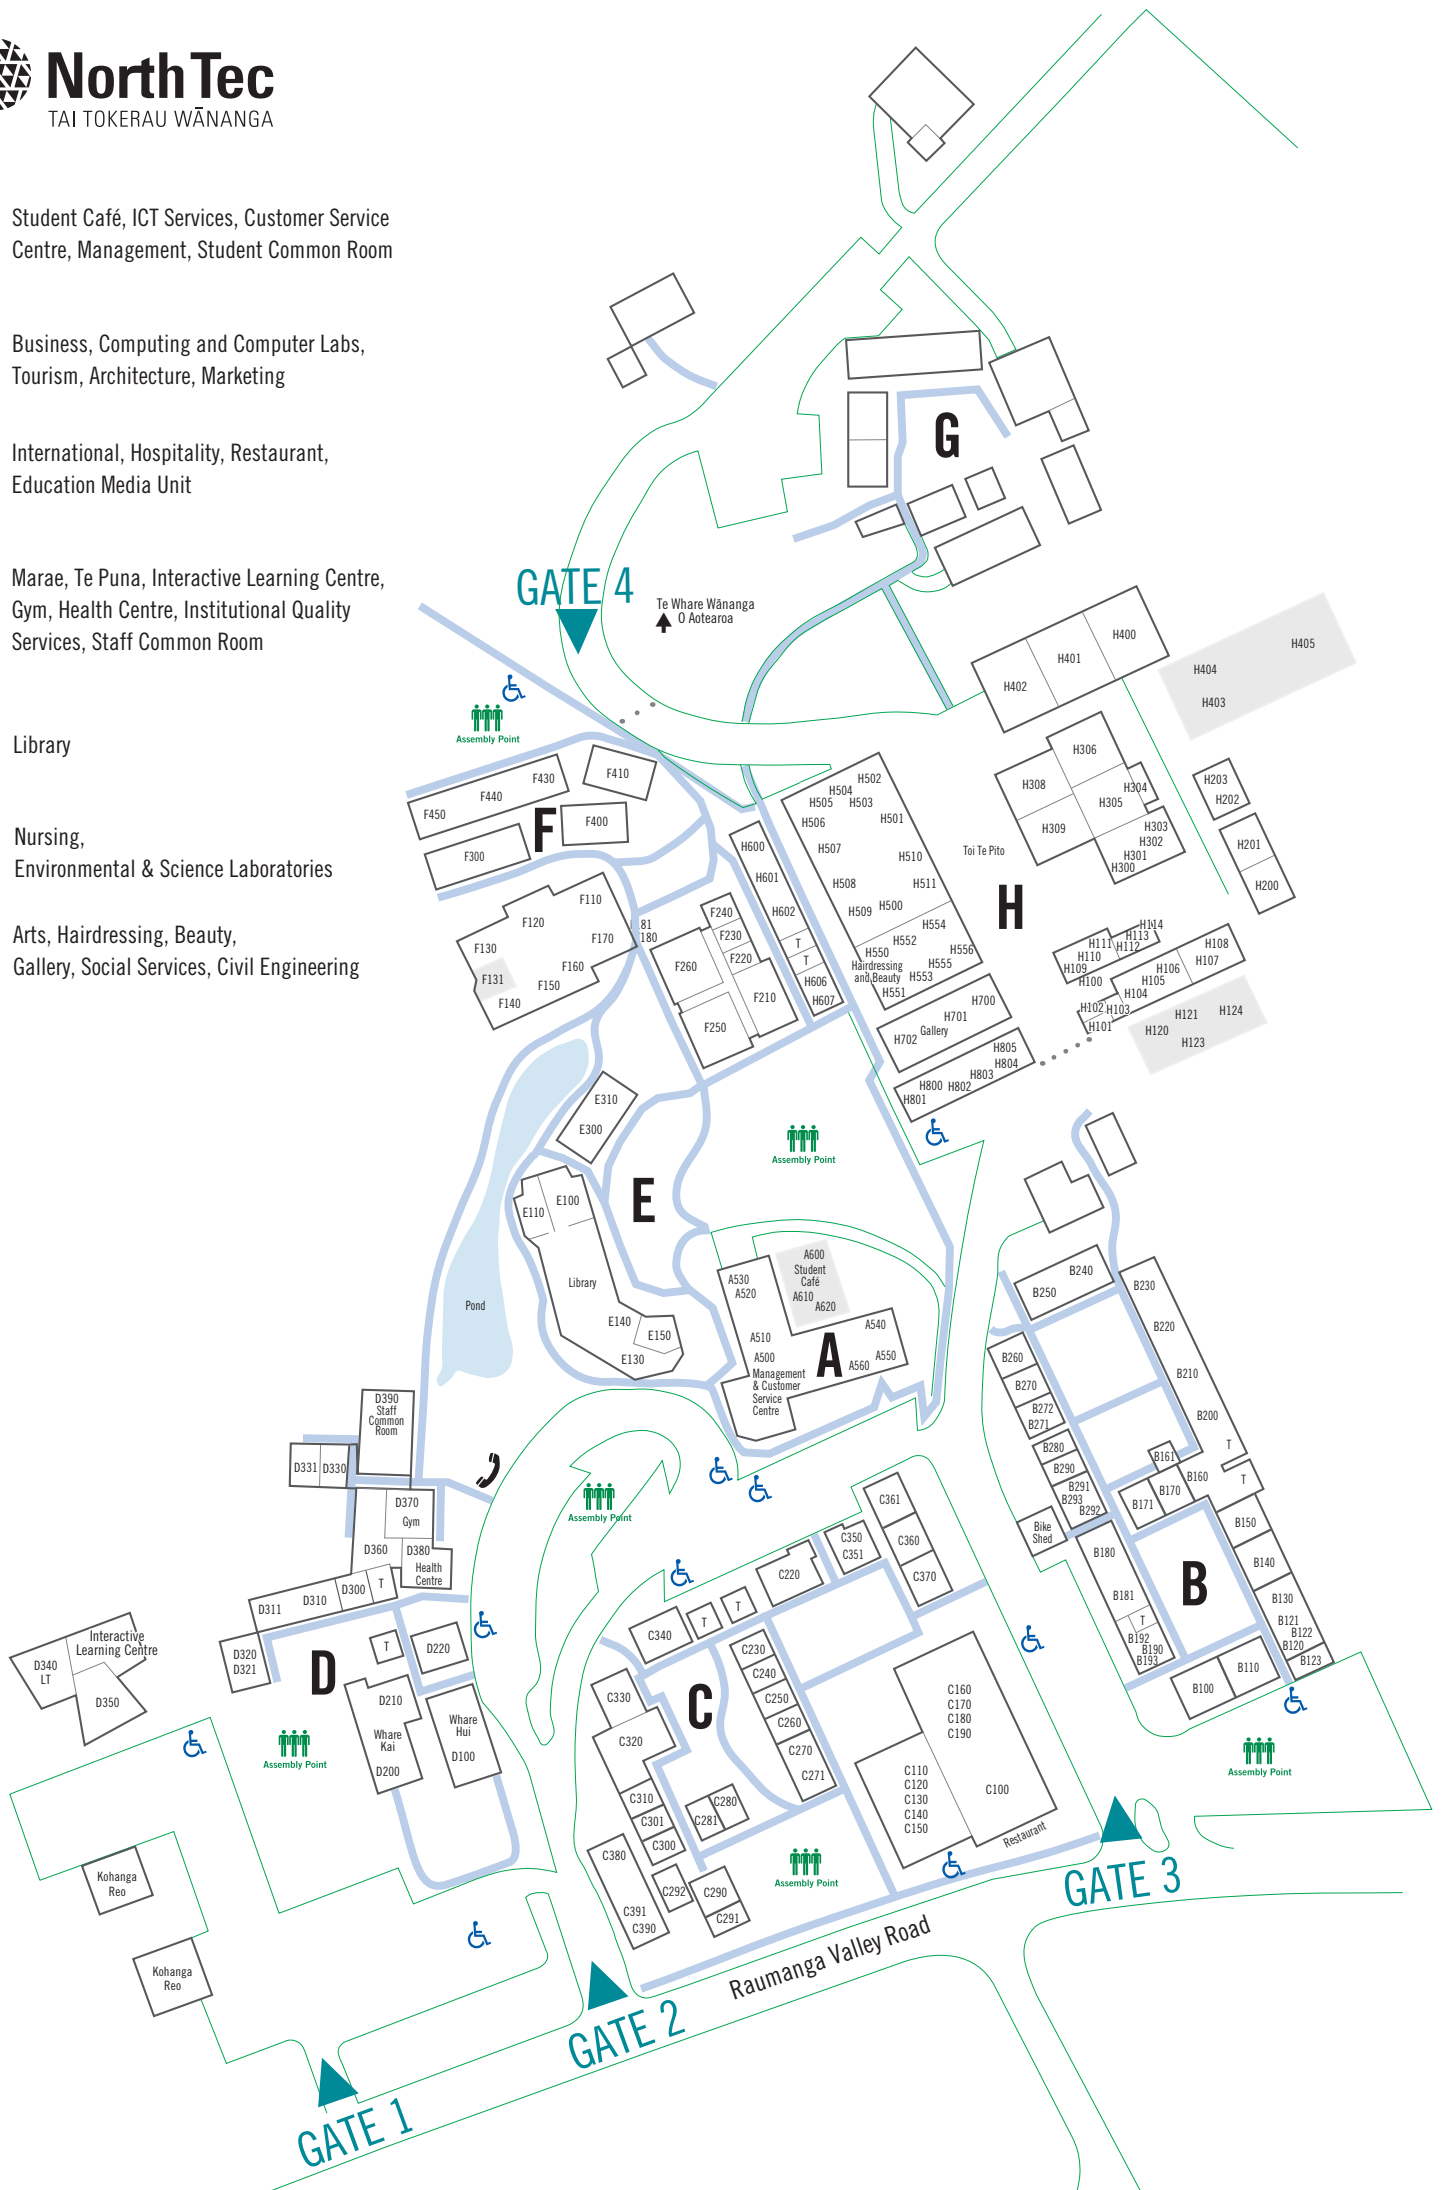 NorthTec
TAI TOKERAU WĀNANGA
Student Café, ICT Services, Customer Service
Centre, Management, Student Common Room
Business, Computing and Computer Labs,
Tourism, Architecture, Marketing
International, Hospitality, Restaurant,
Education Media Unit
Marae, Te Puna, Interactive Learning Centre,
Gym, Health Centre, Institutional Quality
Services, Staff Common Room
Library
Nursing,
Environmental & Science Laboratories
Arts, Hairdressing, Beauty,
Gallery, Social Services, Civil Engineering
G
GATE 4
Te Whare Wānanga
O Aotearoa
Assembly Point
H400
H401
H402
H405
H404
H403
H306
H308
H304
H305
H309
H303
H302
H301
H300
H203
H202
H201
H200
F430
F440
F450
F410
F400
F
F300
H502
H504
H505
H503
H506
H501
H507
H510
H508
H511
H509
H500
H554
H552
H550
H556
Hairdressing
and Beauty
H555
H553
H551
Toi Te Pito
H
H600
H601
H602
T
T
H606
H607
F110
F120
F130
F170
F160
F131
F150
F140
81
180
F240
F230
F220
F260
F210
F250
H114
H113
H111
H112
H110
H109
H100
H108
H107
H106
H105
H104
H102
H103
H101
H121
H124
H120
H123
H700
H701
Gallery
H702
H805
H804
H803
H800
H802
H801
E310
E300
Assembly Point
E
E100
E110
Library
E140
E150
E130
Pond
A600
Student
Café
A610
A620
A530
A520
A510
A500
Management
& Customer
Service
Centre
A540
A550
A560
A
B240
B250
B230
B220
B210
B200
T
T
B260
B270
B272
B271
B280
B290
B291
B293
B292
B161
B160
B170
B171
Bike
Shed
B150
B140
B130
B121
B122
B120
B123
B180
B181
T
B192
B190
B193
B
B110
B100
Assembly Point
D390
Staff
Common
Room
D331
D330
D370
Gym
D360
D380
Health
Centre
D300
T
D310
D311
D320
D321
T
D220
Interactive
Learning Centre
D340
LT
D350
D
D210
Whare
Kai
D200
Whare
Hui
D100
Assembly Point
Kohanga
Reo
Kohanga
Reo
Assembly Point
C361
C360
C370
C350
C351
C220
T
T
C340
C330
C320
C310
C301
C300
C
C230
C240
C250
C260
C270
C271
C280
C281
C160
C170
C180
C190
C110
C120
C130
C140
C150
C100
Restaurant
C380
C391
C390
C292
C290
C291
Assembly Point
GATE 3
Raumanga Valley Road
GATE 2
GATE 1